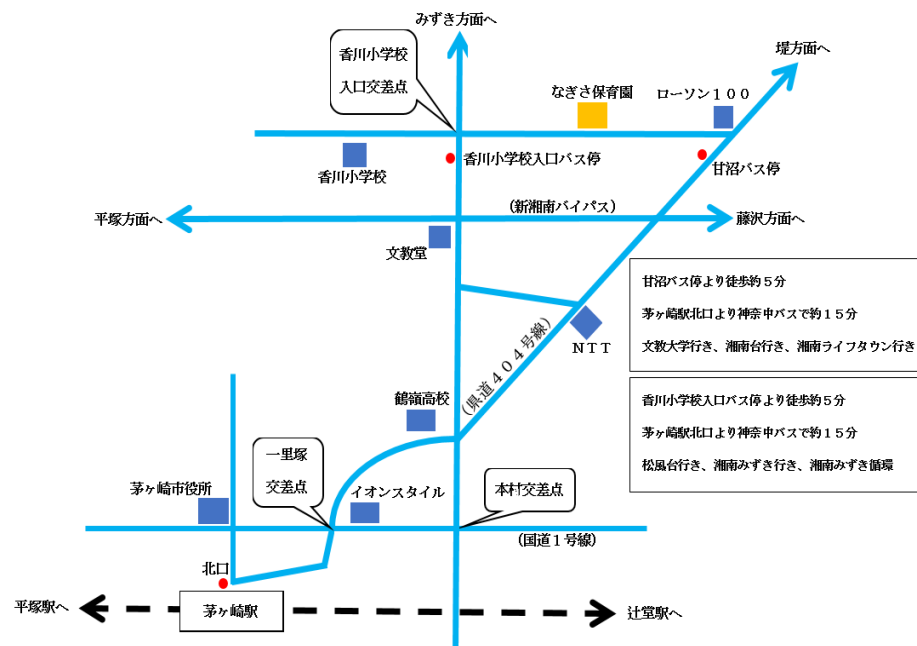 みずき方面へ
堤方面へ
香川小学校
入口交差点
なぎさ保育園
ローソン１００
香川小学校
香川小学校入口バス停
甘沼バス停
平塚方面へ
(新湘南バイパス)
藤沢方面へ
文教堂
甘沼バス停より徒歩約５分
茅ヶ崎駅北口より神奈中バスで約１５分
文教大学行き、湘南台行き、湘南ライフタウン行き
ＮＴＴ
(県道４０４号線)
香川小学校入口バス停より徒歩約５分
茅ヶ崎駅北口より神奈中バスで約１５分
松風台行き、湘南みずき行き、湘南みずき循環
鶴嶺高校
一里塚
交差点
茅ヶ崎市役所
イオンスタイル
本村交差点
(国道１号線)
北口
平塚駅へ
茅ヶ崎駅
辻堂駅へ